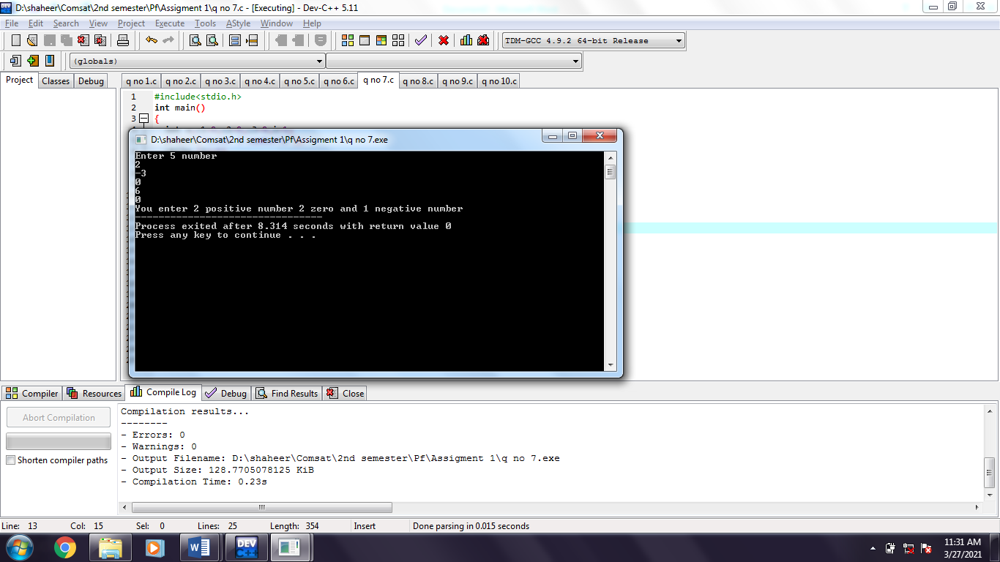 D:\shaheer\Comsat\2nd semester\Pf\Assigment 1\q no 7.c - [Executing] - Dev-C++ 5.11
File Edit Search View Project Execute Tools AStyle Window Help
TDM-GCC 4.9.2 64-bit Release
(globals)
Project Classes Debug
q no 1.c q no 2.c q no 3.c q no 4.c q no 5.c q no 6.c q no 7.c q no 8.c q no 9.c q no 10.c
1 #include<stdio.h>
2 int main()
3 {
D:\shaheer\Comsat\2nd semester\Pf\Assigment 1\q no 7.exe
Enter 5 number
2
-3
0
6
0
You enter 2 positive number 2 zero and 1 negative number
--------------------------------
Process exited after 8.314 seconds with return value 0
Press any key to continue . . .
Compiler Resources Compile Log Debug Find Results Close
Abort Compilation
Shorten compiler paths
Compilation results...
--------
- Errors: 0
- Warnings: 0
- Output Filename: D:\shaheer\Comsat\2nd semester\Pf\Assigment 1\q no 7.exe
- Output Size: 128.7705078125 KiB
- Compilation Time: 0.23s
Line: 13 Col: 15 Sel: 0 Lines: 25 Length: 354 Insert Done parsing in 0.015 seconds
DEV C++
11:31 AM
3/27/2021